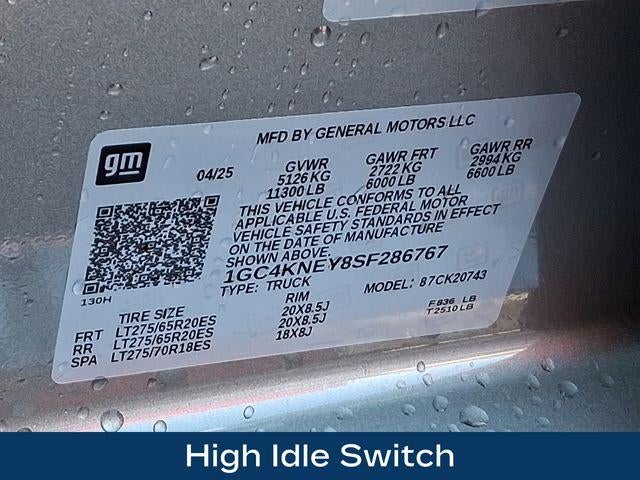 MFD BY GENERAL MOTORS LLC
gm
04/25
GVWR GAWR FRT GAWR RR
5126 KG 2722 KG 2994 KG
11300 LB 6000 LB 6600 LB
THIS VEHICLE CONFORMS TO ALL
APPLICABLE U.S. FEDERAL MOTOR
VEHICLE SAFETY STANDARDS IN EFFECT
ON THE DATE OF MANUFACTURE
SHOWN ABOVE.
1GC4KNEY8SF286767
TYPE: TRUCK MODEL: 87CK20743
130H
TIRE SIZE RIM
FRT LT275/65R20ES 20X8.5J F 836 LB
RR LT275/65R20ES 20X8.5J T2510 LB
SPA LT275/70R18ES 18X8J
High Idle Switch